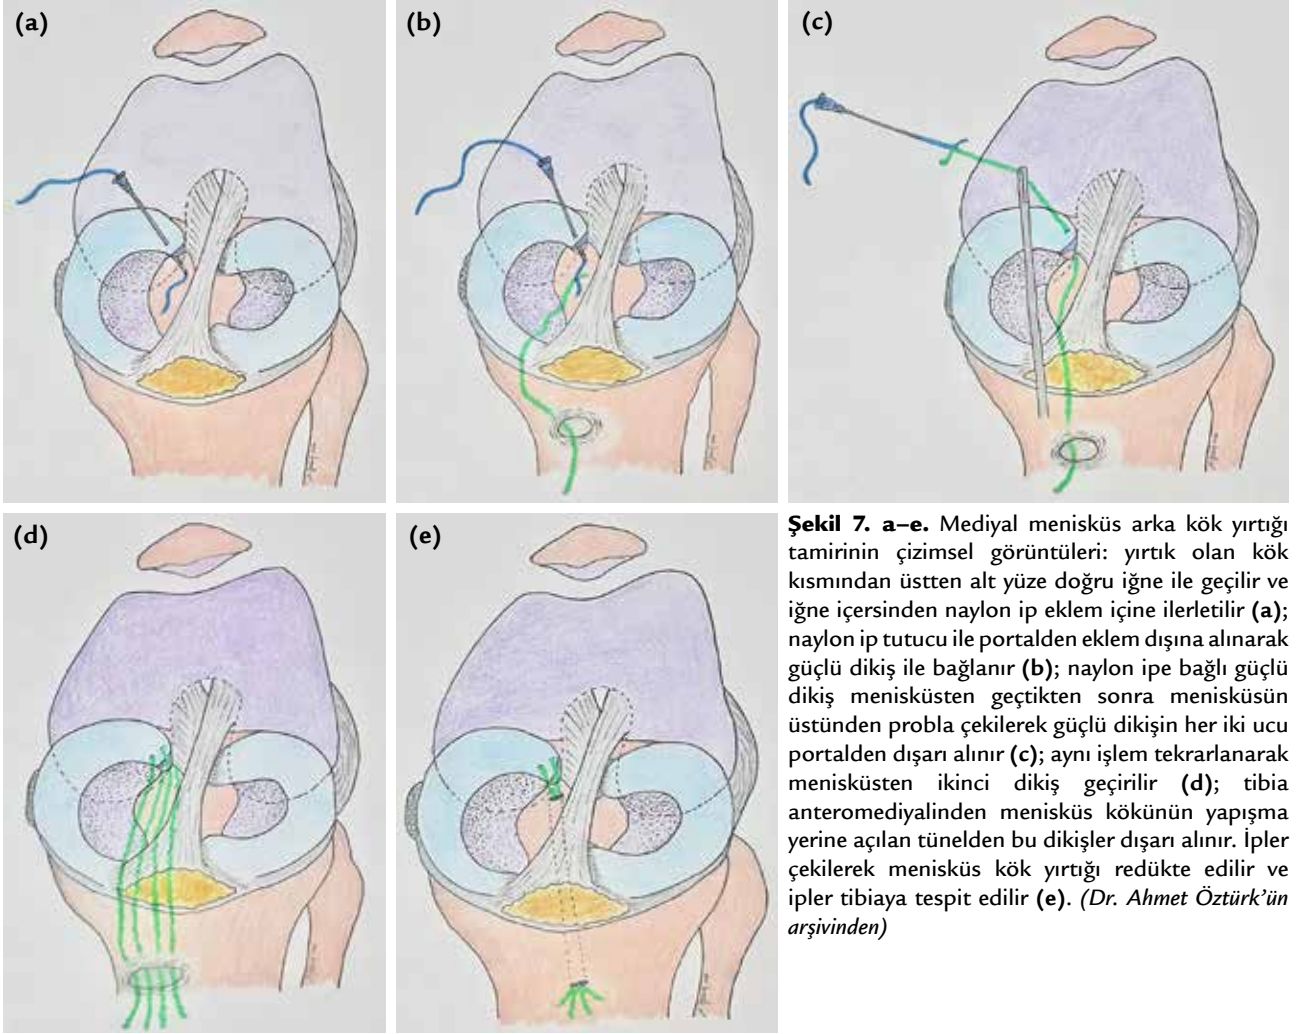 (a)
(b)
(c)
(d)
(e)
Şekil 7. a–e. Mediyal menisküs arka kök yırtığı
tamirinin çizimsel görüntüleri: yırtık olan kök
kısmından üstten alt yüze doğru iğne ile geçilir ve
iğne içersinden naylon ip eklem içine ilerletilir (a);
naylon ip tutucu ile portalden eklem dışına alınarak
güçlü dikiş ile bağlanır (b); naylon ipe bağlı güçlü
dikiş menisküsten geçtikten sonra menisküsün
üstünden probla çekilerek güçlü dikişin her iki ucu
portalden dışarı alınır (c); aynı işlem tekrarlanarak
menisküsten ikinci dikiş geçirilir (d); tibia
anteromediyalinden menisküs kökünün yapışma
yerine açılan tünelden bu dikişler dışarı alınır. İpler
çekilerek menisküs kök yırtığı redükte edilir ve
ipler tibiaya tespit edilir (e). (Dr. Ahmet Öztürk’ün
arşivinden)